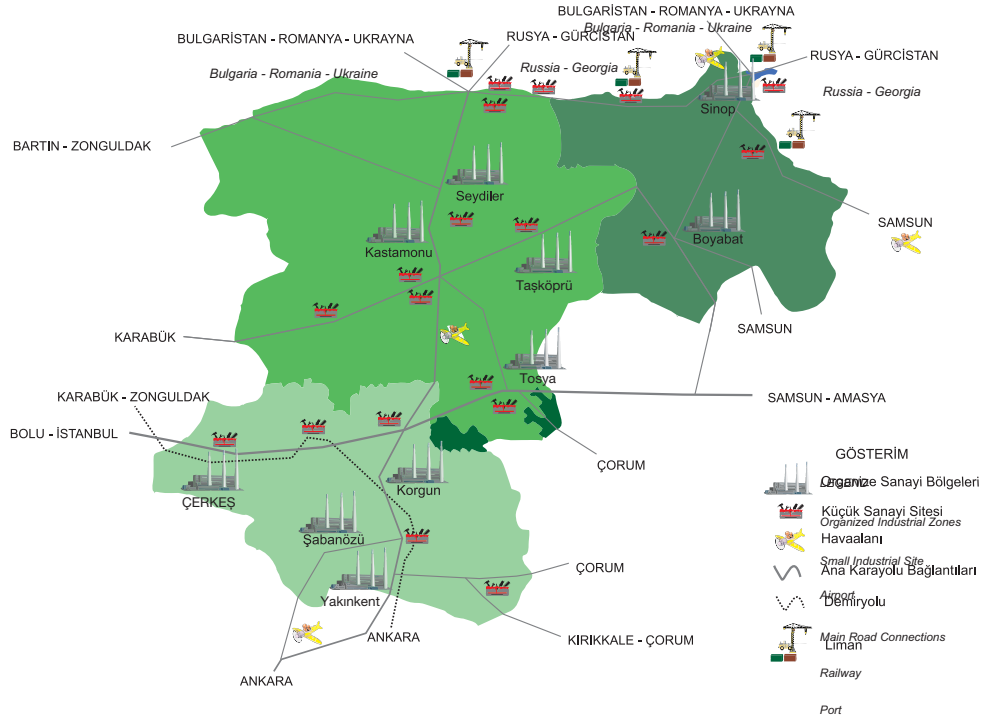 BULGARİSTAN - ROMANYA - UKRAYNA
Bulgaria - Romania - Ukraine
RUSYA - GÜRCİSTAN
Russia - Georgia
BULGARİSTAN - ROMANYA - UKRAYNA
Bulgaria - Romania - Ukraine
RUSYA - GÜRCİSTAN
Russia - Georgia
Sinop
BARTIN - ZONGULDAK
Seydiler
SAMSUN
Kastamonu
Boyabat
Taşköprü
SAMSUN
KARABÜK
Tosya
KARABÜK - ZONGULDAK
SAMSUN - AMASYA
BOLU - İSTANBUL
ÇORUM
Korgun
ÇERKEŞ
Şabanözü
ÇORUM
Yakınkent
ANKARA
KIRIKKALE - ÇORUM
ANKARA
GÖSTERİM
LEGEND
Organize Sanayi Bölgeleri
Küçük Sanayi Sitesi
Organized Industrial Zones
Havaalanı
Small Industrial Site
Ana Karayolu Bağlantıları
Airport
Demiryolu
Main Road Connections
Liman
Railway
Port